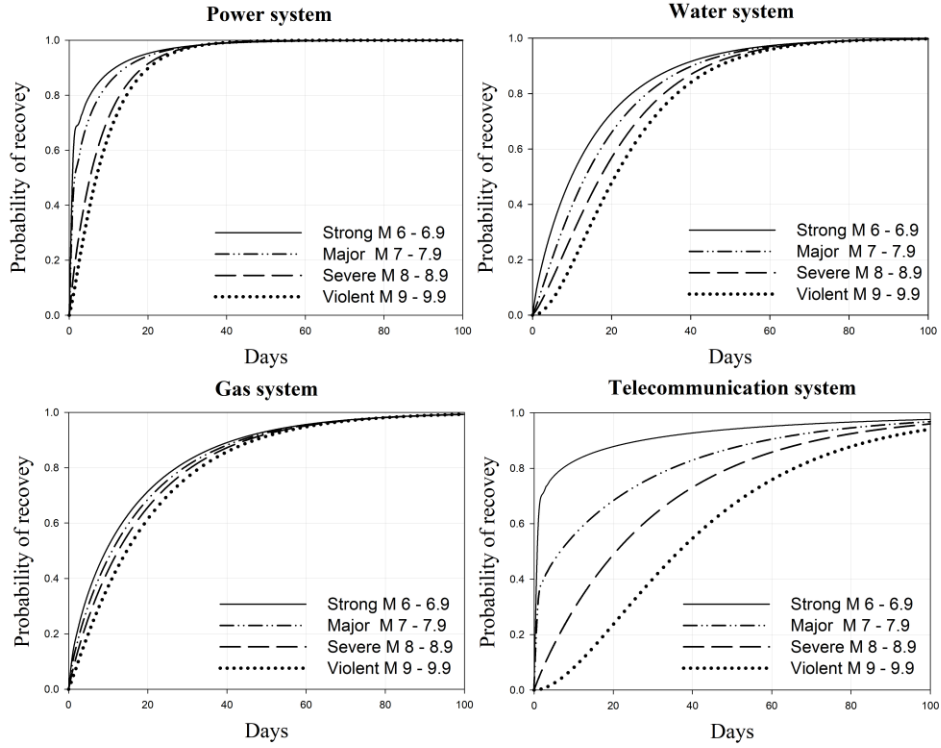 Power system
Probability of recovey
1.0
0.8
0.6
0.4
0.2
0.0
Strong M 6 - 6.9
Major M 7 - 7.9
Severe M 8 - 8.9
Violent M 9 - 9.9
0 20 40 60 80 100
Days
Water system
Probability of recovey
1.0
0.8
0.6
0.4
0.2
0.0
Strong M 6 - 6.9
Major M 7 - 7.9
Severe M 8 - 8.9
Violent M 9 - 9.9
0 20 40 60 80 100
Days
Gas system
Probability of recovey
1.0
0.8
0.6
0.4
0.2
0.0
Strong M 6 - 6.9
Major M 7 - 7.9
Severe M 8 - 8.9
Violent M 9 - 9.9
0 20 40 60 80 100
Days
Telecommunication system
Probability of recovey
1.0
0.8
0.6
0.4
0.2
0.0
Strong M 6 - 6.9
Major M 7 - 7.9
Severe M 8 - 8.9
Violent M 9 - 9.9
0 20 40 60 80 100
Days